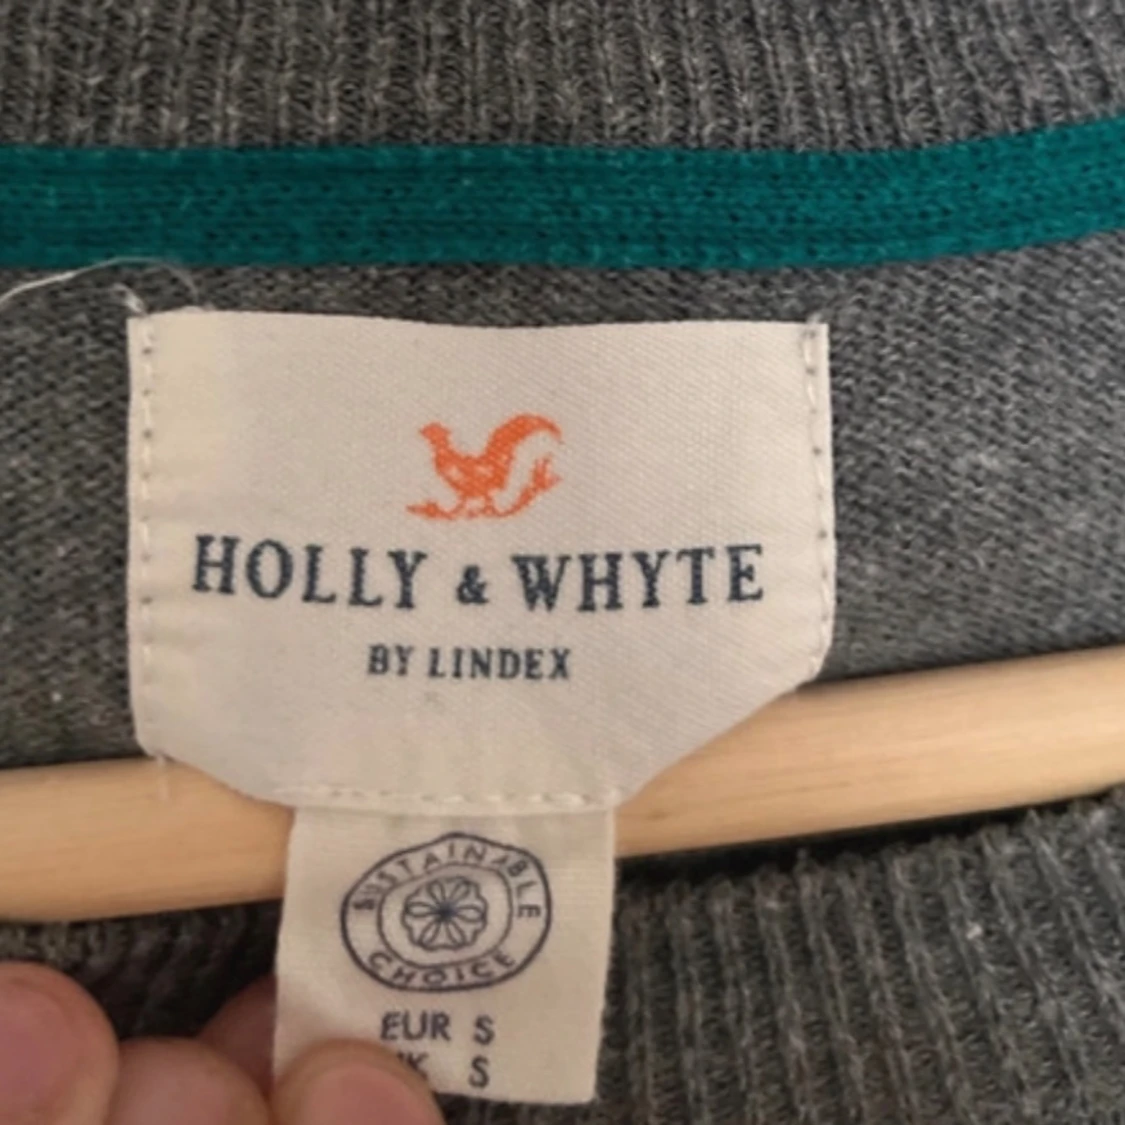 HOLLY & WHYTE
BY LINDEX
SUSTAINABLE
CHOICE
EUR S
S